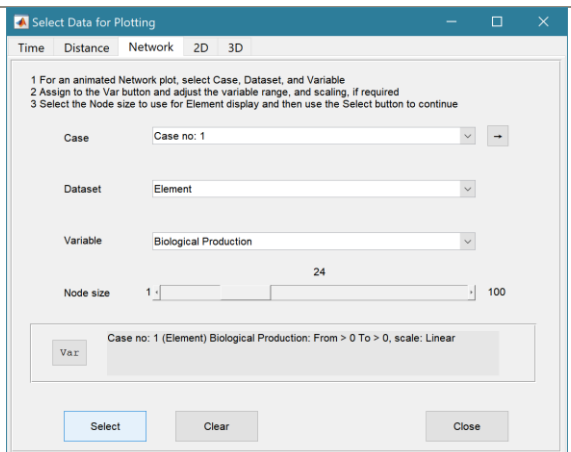 Select Data for Plotting
Time Distance Network 2D 3D
1 For an animated Network plot, select Case, Dataset, and Variable
2 Assign to the Var button and adjust the variable range, and scaling, if required
3 Select the Node size to use for Element display and then use the Select button to continue
Case Case no: 1 →
Dataset Element
Variable Biological Production
24
Node size 1 100
Var Case no: 1 (Element) Biological Production: From > 0 To > 0, scale: Linear
Select Clear Close